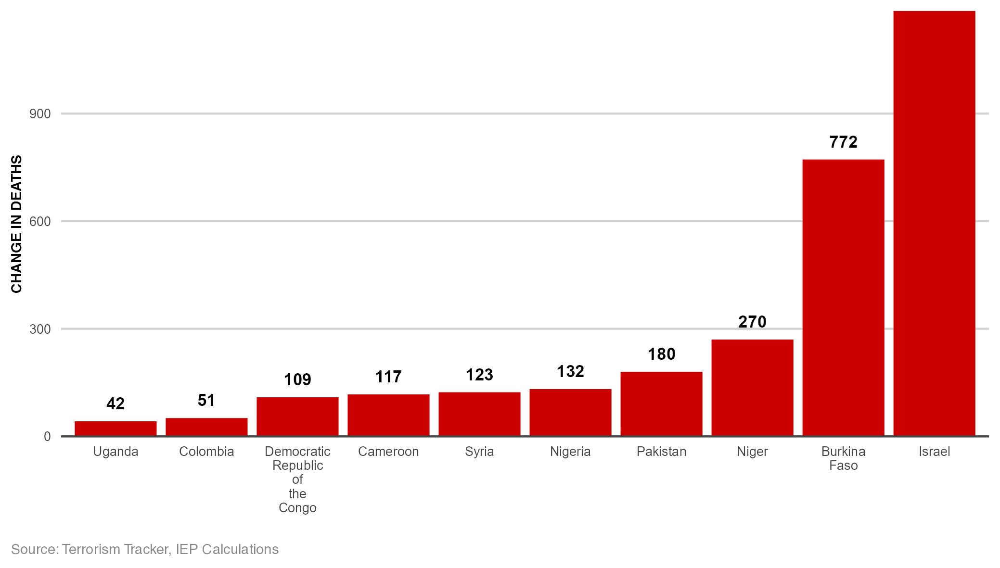 900
600
300
0
CHANGE IN DEATHS
42
51
109
117
123
132
180
270
772
Uganda
Colombia
Democratic
Republic
of
the
Congo
Cameroon
Syria
Nigeria
Pakistan
Niger
Burkina
Faso
Israel
Source: Terrorism Tracker, IEP Calculations